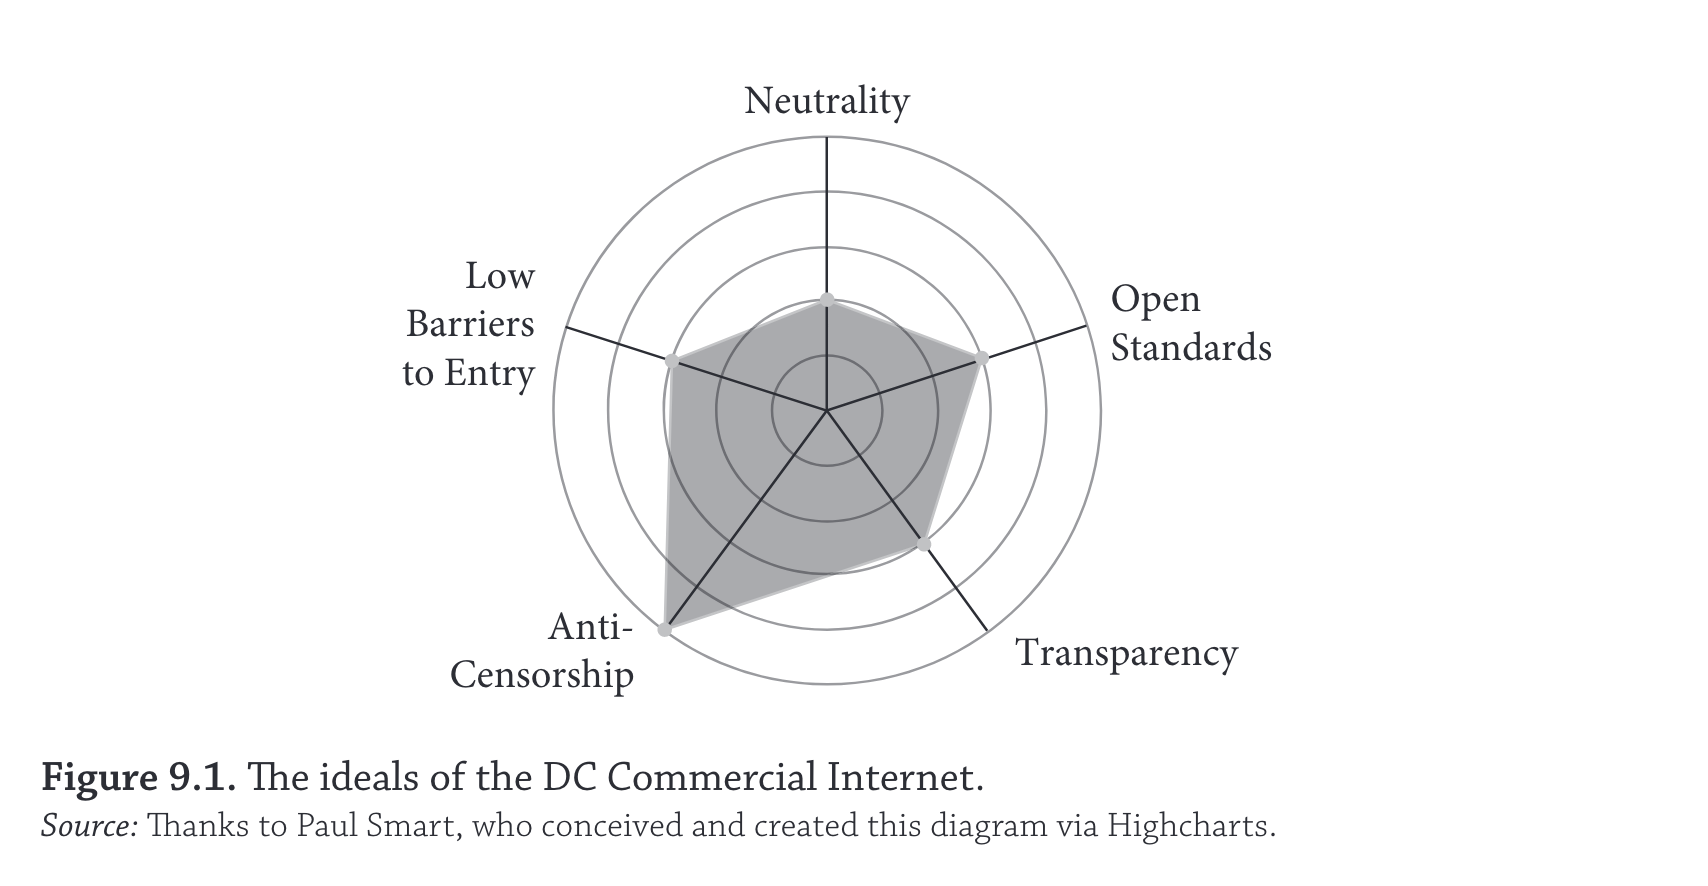 Neutrality
Low
Barriers
to Entry
Open
Standards
Anti-
Censorship
Transparency
Figure 9.1. The ideals of the DC Commercial Internet.
Source: Thanks to Paul Smart, who conceived and created this diagram via Highcharts.